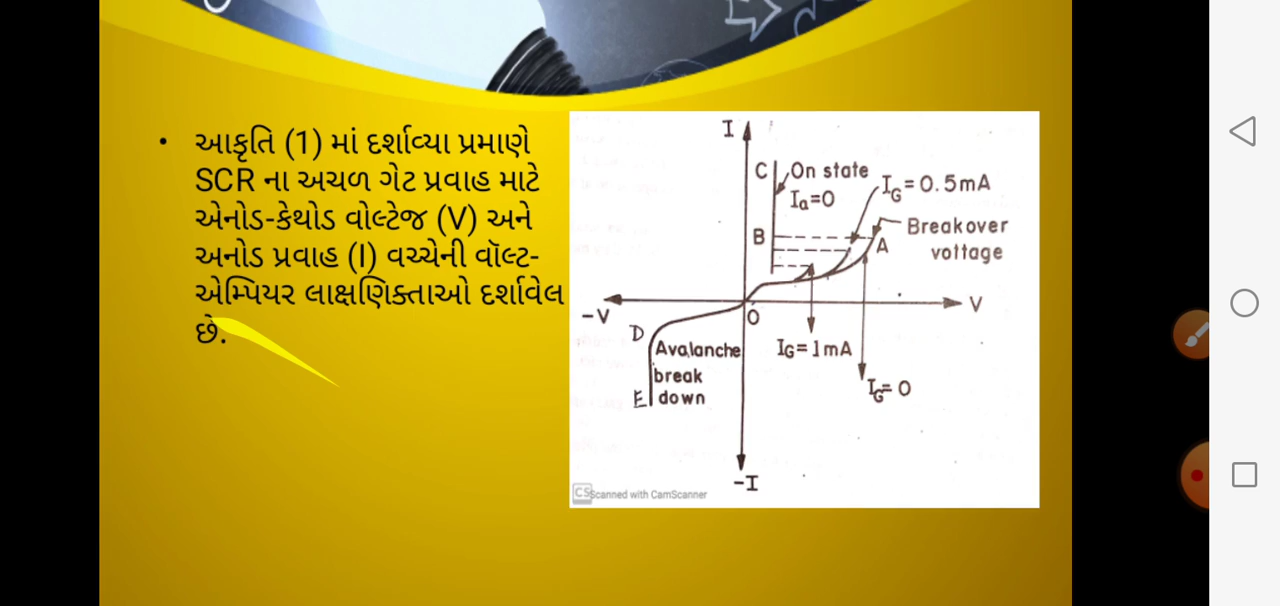 • આકૃતિ (1) માં દર્શાવ્યા પ્રમાણે
SCR ના અચળ ગેટ પ્રવાહ માટે
એનોડ-કેથોડ વોલ્ટેજ (V) અને
અનોડ પ્રવાહ (I) વચ્ચેની વૉલ્ટ-
એમ્પિયર લાક્ષણિક્તાઓ દર્શાવેલ
છે.
I
C On state
Ia=0
IG=0.5mA
B
Breakover
vottage
A
-V
O
V
D
Avalanche
break
down
E
IG=1mA
IG=0
-I
CS Scanned with CamScanner